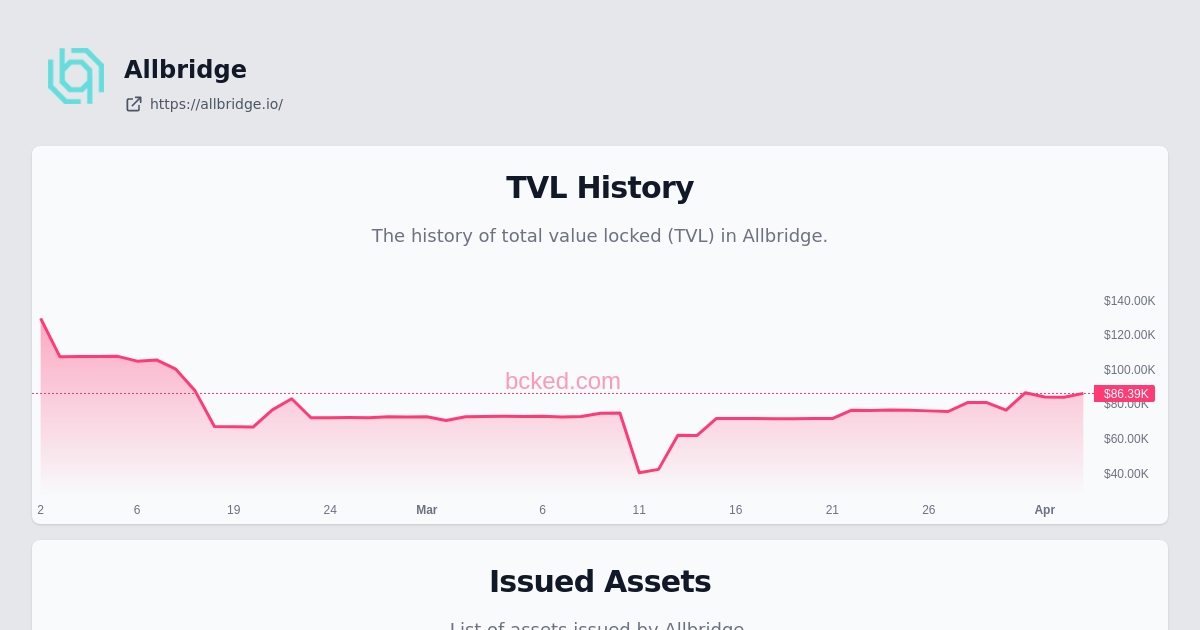 Allbridge
https://allbridge.io/
TVL History
The history of total value locked (TVL) in Allbridge.
$140.00K
$120.00K
$100.00K
bcked.com
$86.39K
$80.00K
$60.00K
$40.00K
2 6 19 24 Mar 6 11 16 21 26 Apr
Issued Assets
List of assets issued by Allbridge